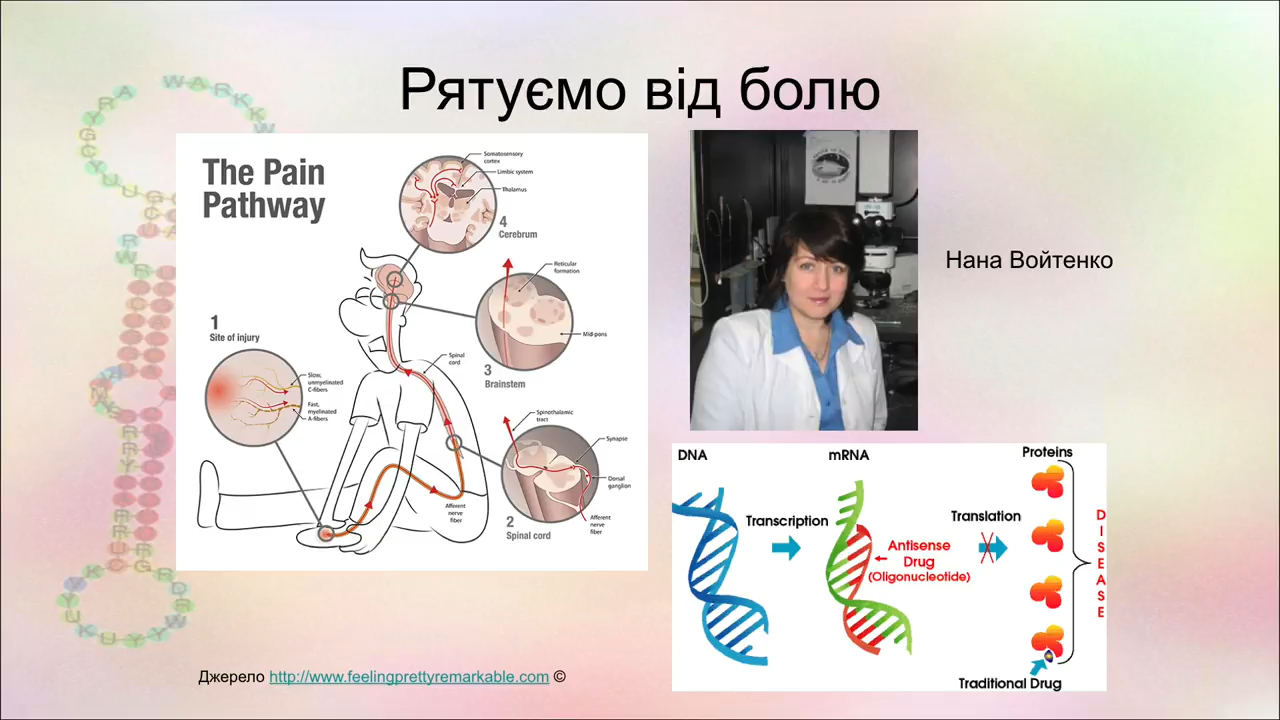 Рятуємо від болю
The Pain
Pathway
Somatosensory
cortex
Limbic system
Thalamus
4
Cerebrum
Reticular
formation
Mid-pons
3
Brainstem
1
Site of injury
Slow,
unmyelinated
C-fibers
Fast,
myelinated
A-fibers
Spinal
cord
Spinothalamic
tract
Synapse
Dorsal
ganglion
Afferent
nerve
fiber
Afferent
nerve
fiber
2
Spinal cord
Нана Войтенко
DNA
mRNA
Proteins
Transcription
Translation
Antisense
Drug
(Oligonucleotide)
DISEASE
Traditional Drug
Джерело http://www.feelingprettyremarkable.com ©